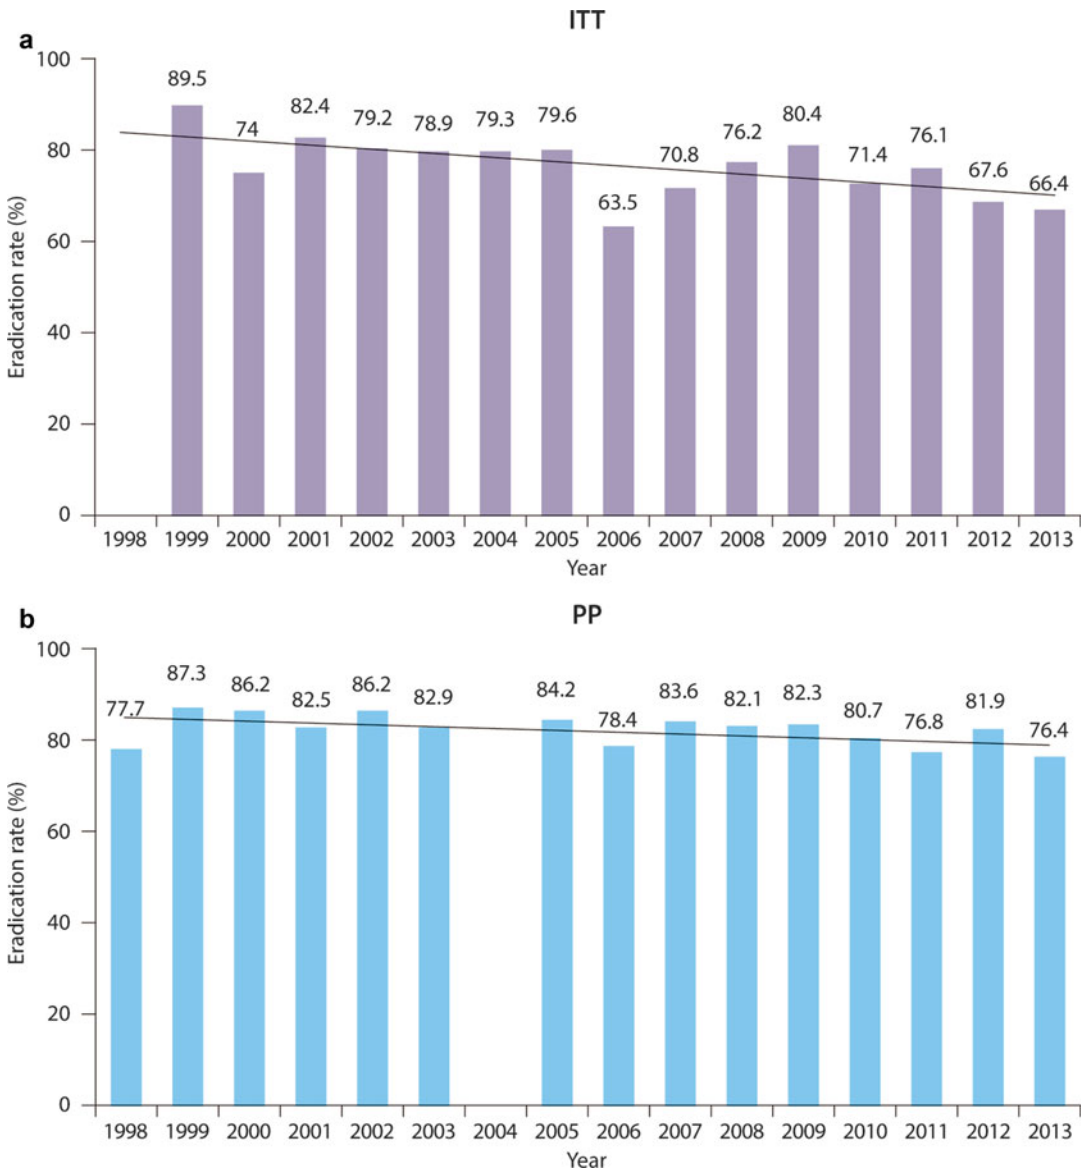 ITT
a
100
80
60
40
20
0
Eradication rate (%)
89.5 74 82.4 79.2 78.9 79.3 79.6 63.5 70.8 76.2 80.4 71.4 76.1 67.6 66.4
1998 1999 2000 2001 2002 2003 2004 2005 2006 2007 2008 2009 2010 2011 2012 2013
Year
PP
b
100
80
60
40
20
0
Eradication rate (%)
77.7 87.3 86.2 82.5 86.2 82.9 84.2 78.4 83.6 82.1 82.3 80.7 76.8 81.9 76.4
1998 1999 2000 2001 2002 2003 2004 2005 2006 2007 2008 2009 2010 2011 2012 2013
Year